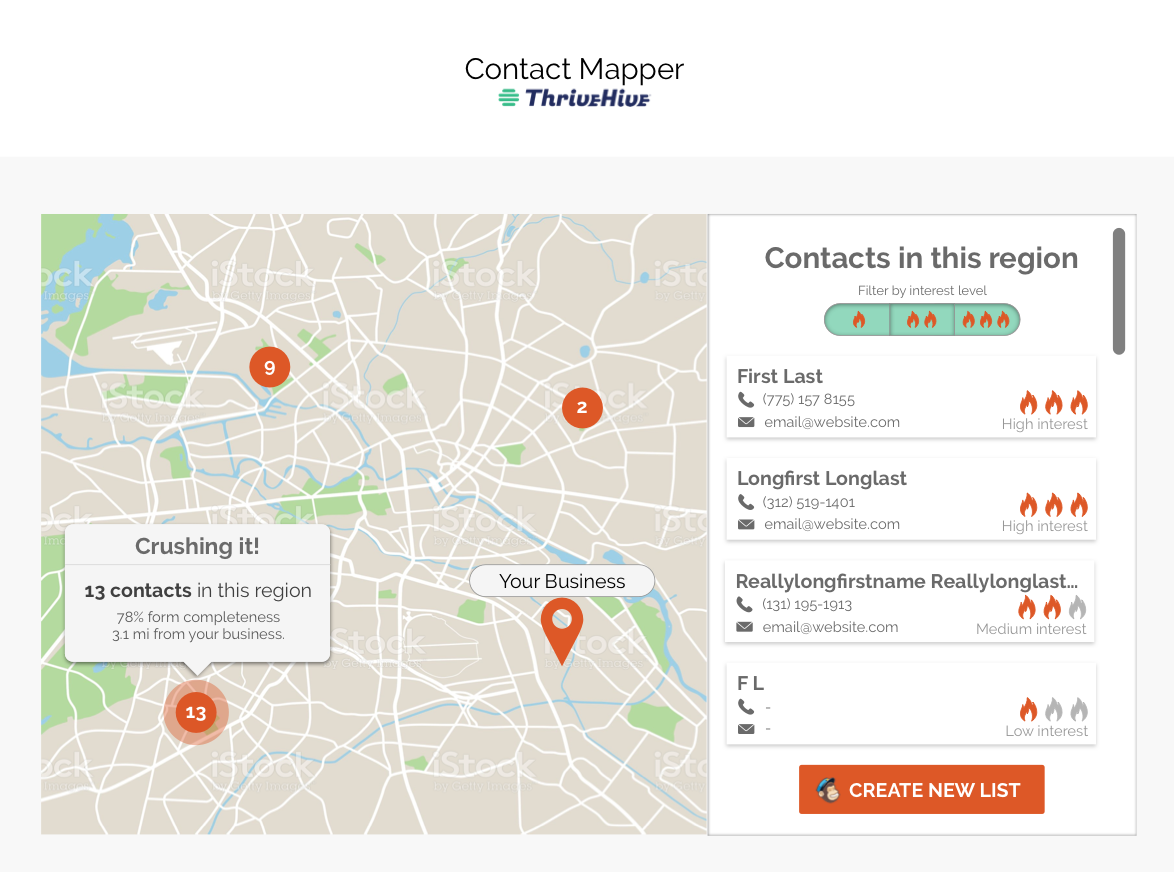 Contact Mapper
ThriveHive
iStock
by Getty Images
9
2
Crushing it!
13 contacts in this region
78% form completeness
3.1 mi from your business.
13
Your Business
Contacts in this region
Filter by interest level
First Last
(775) 157 8155
email@website.com
High interest
Longfirst Longlast
(312) 519-1401
email@website.com
High interest
Reallylongfirstname Reallylonglast...
(131) 195-1913
email@website.com
Medium interest
F L
-
-
Low interest
CREATE NEW LIST